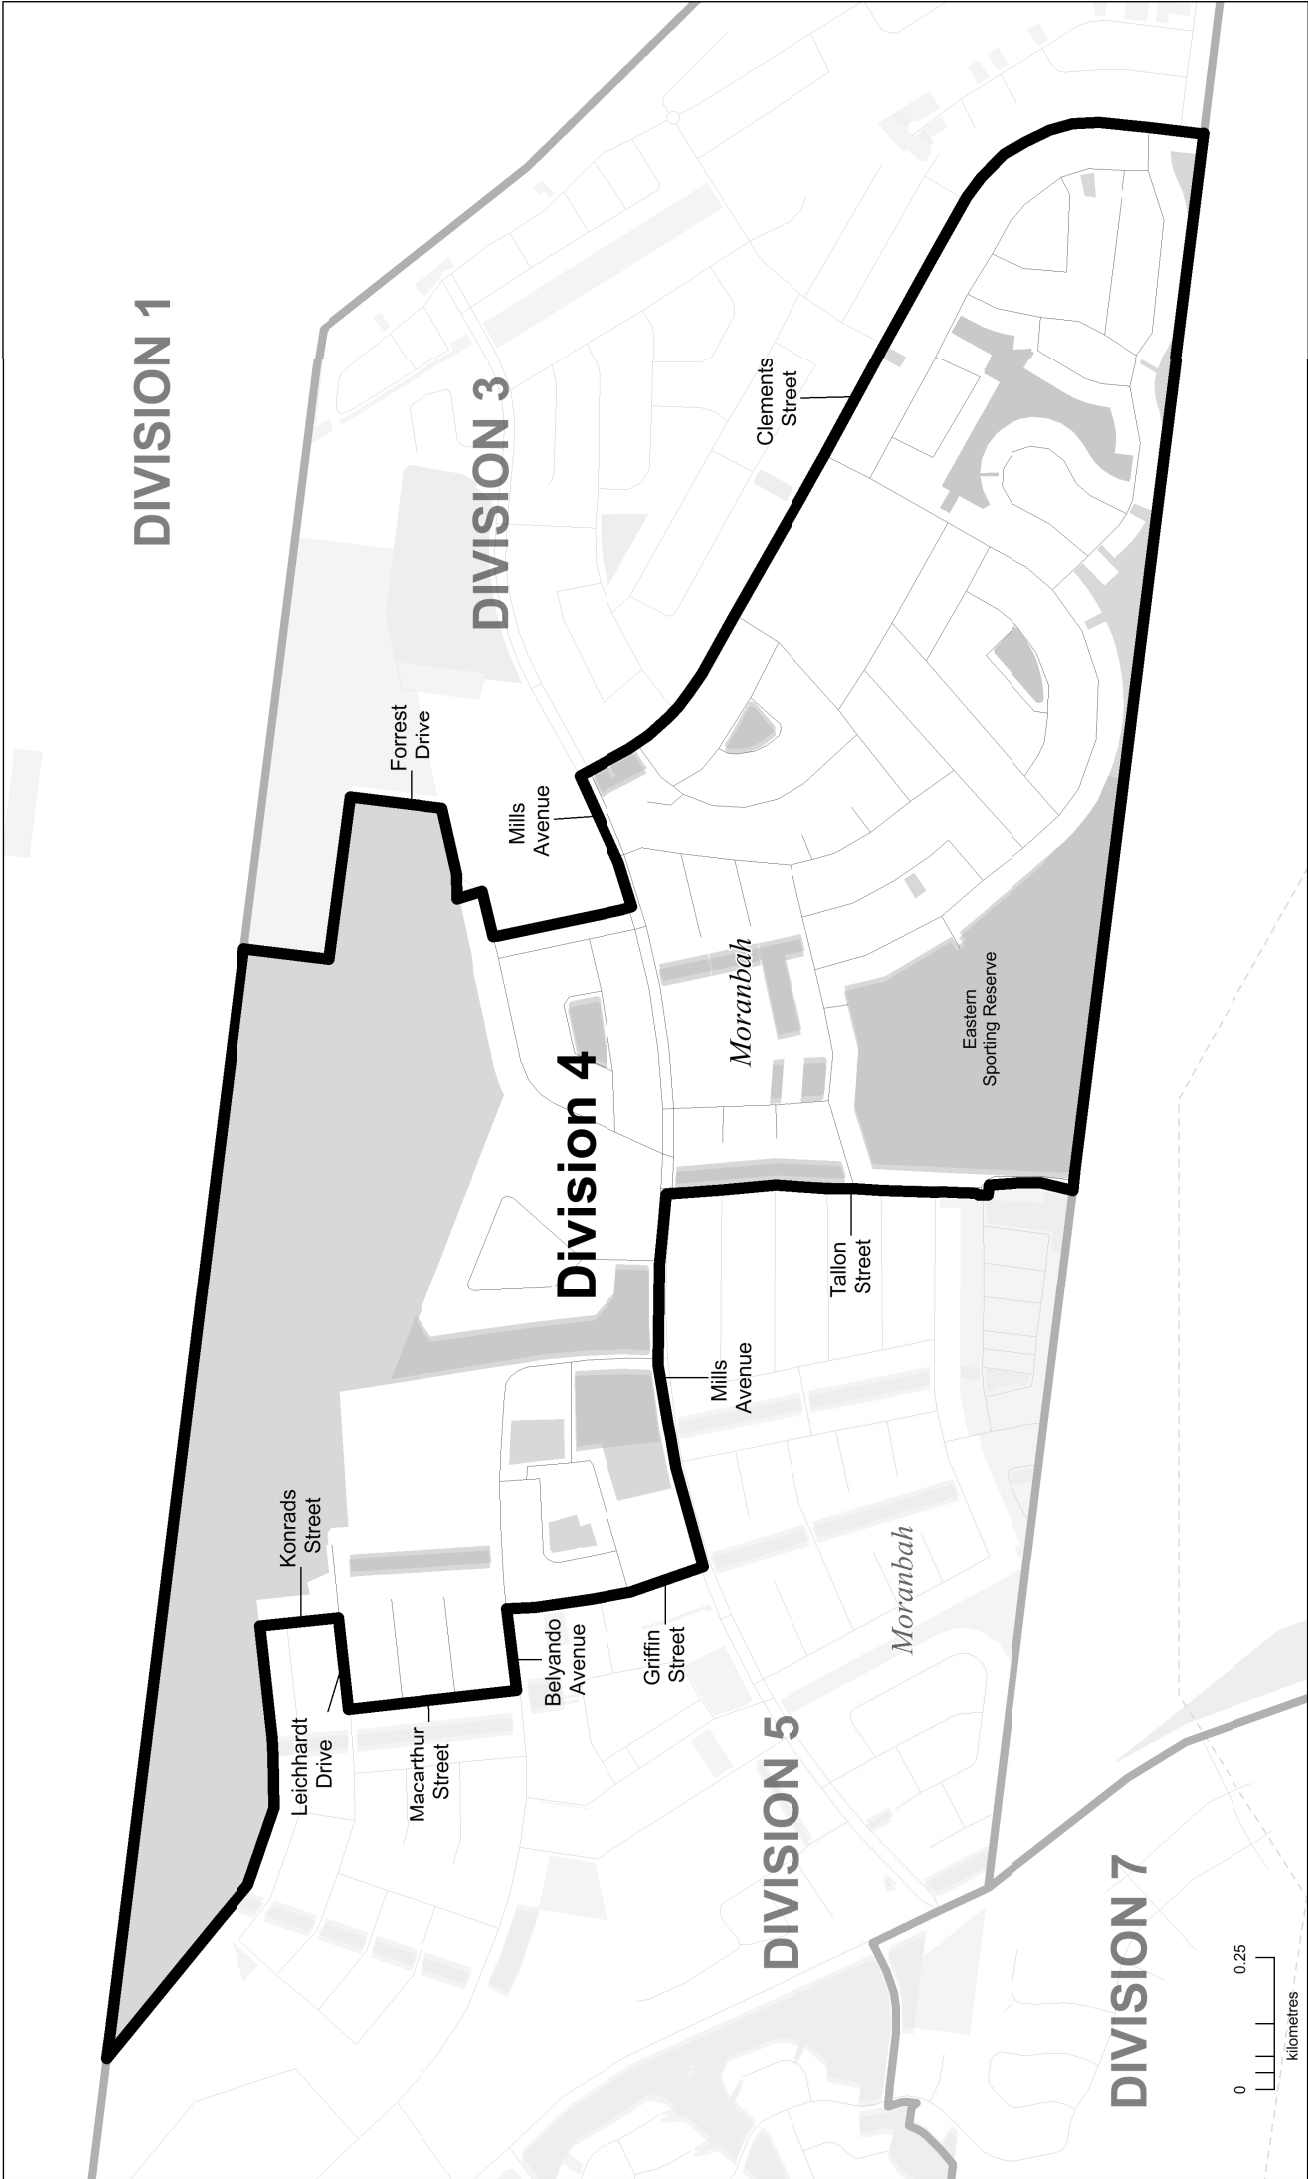 DIVISION 1
Konrads
Street
Leichhardt
Drive
Forrest
Drive
Macarthur
Street
DIVISION 3
Mills
Avenue
Belyando
Avenue
Division 4
Griffin
Street
Mills
Avenue
Moranbah
Clements
Street
DIVISION 5
Tallon
Street
Moranbah
Eastern
Sporting Reserve
DIVISION 7
0
0.25
kilometres